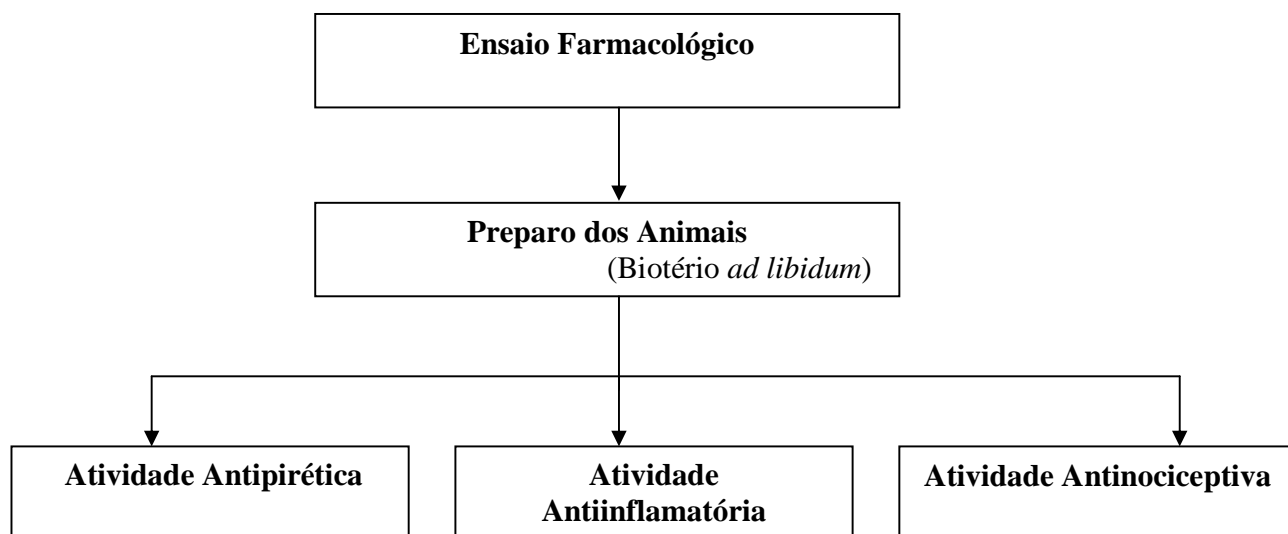 Ensaio Farmacológico
Preparo dos Animais
(Biotério ad libidum)
Atividade Antipirética
Atividade
Antiinflamatória
Atividade Antinociceptiva